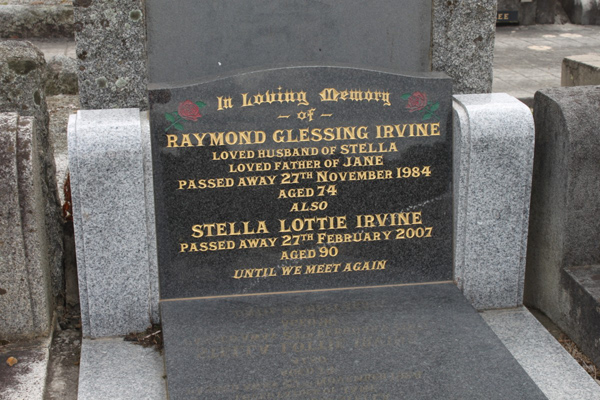 In Loving Memory
of
RAYMOND GLESSING IRVINE
LOVED HUSBAND OF STELLA
LOVED FATHER OF JANE
PASSED AWAY 27TH NOVEMBER 1984
AGED 74
ALSO
STELLA LOTTIE IRVINE
PASSED AWAY 27TH FEBRUARY 2007
AGED 90
UNTIL WE MEET AGAIN